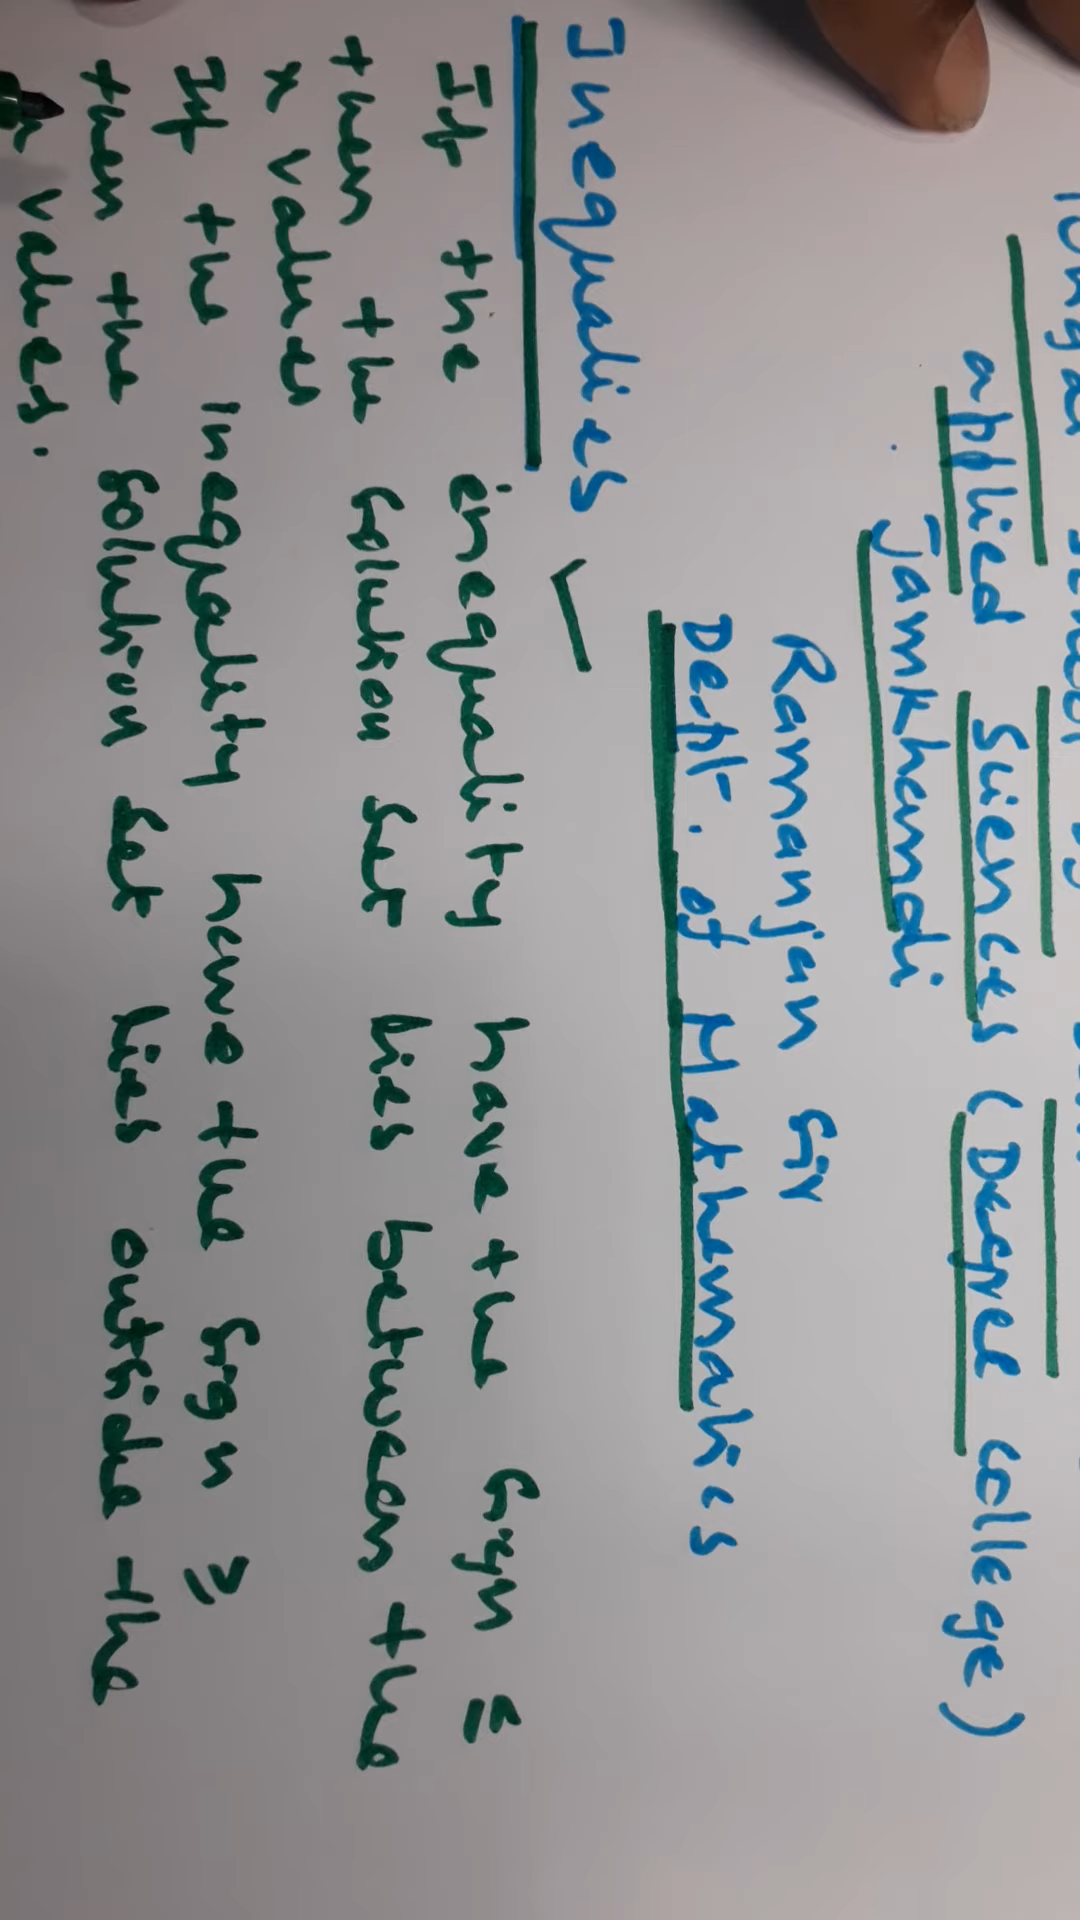 applied Sciences (Degree college)
Jamkhandi
Ramanjan Sir
Dept. of Mathematics
Inequalies
If the inequality have the Sign ≤
then the Solution Set lies between the
x values
If the inequality have the Sign ≥
then the Solution Set lies outside the
x values.